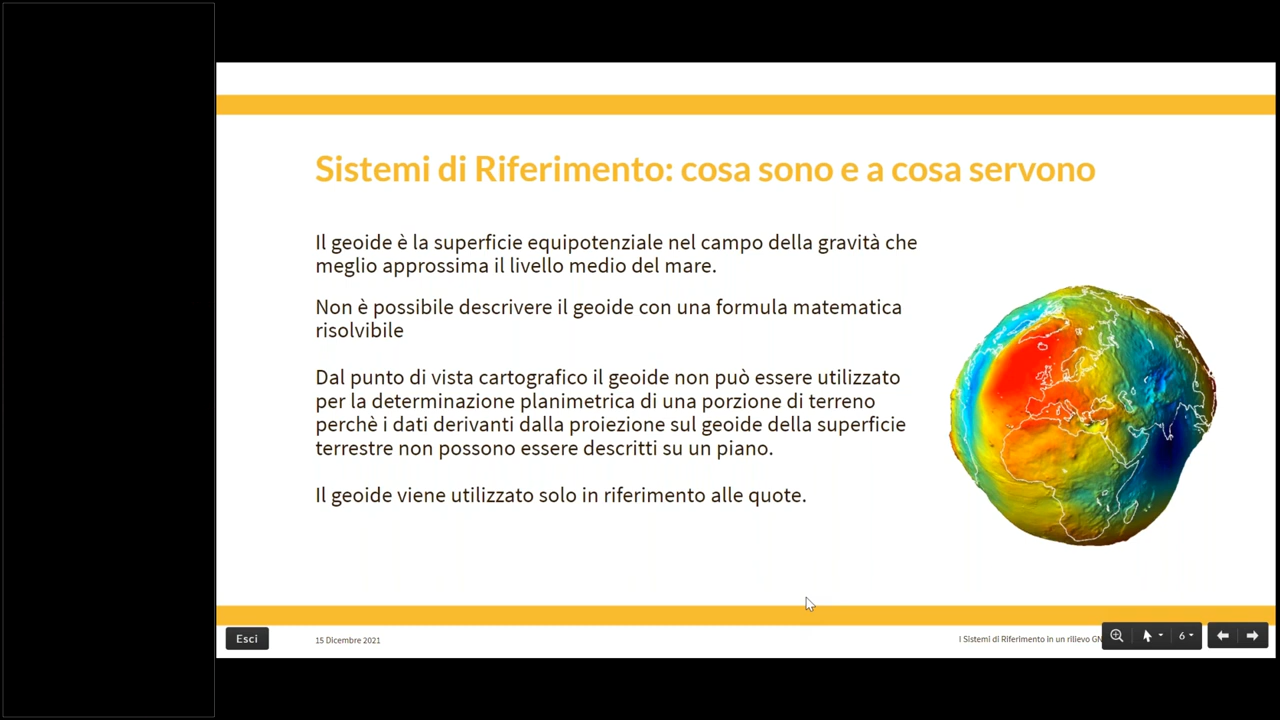 Sistemi di Riferimento: cosa sono e a cosa servono
Il geoide è la superficie equipotenziale nel campo della gravità che
meglio approssima il livello medio del mare.
Non è possibile descrivere il geoide con una formula matematica
risolvibile
Dal punto di vista cartografico il geoide non può essere utilizzato
per la determinazione planimetrica di una porzione di terreno
perchè i dati derivanti dalla proiezione sul geoide della superficie
terrestre non possono essere descritti su un piano.
Il geoide viene utilizzato solo in riferimento alle quote.
Esci
15 Dicembre 2021
I Sistemi di Riferimento in un rilievo GN
6